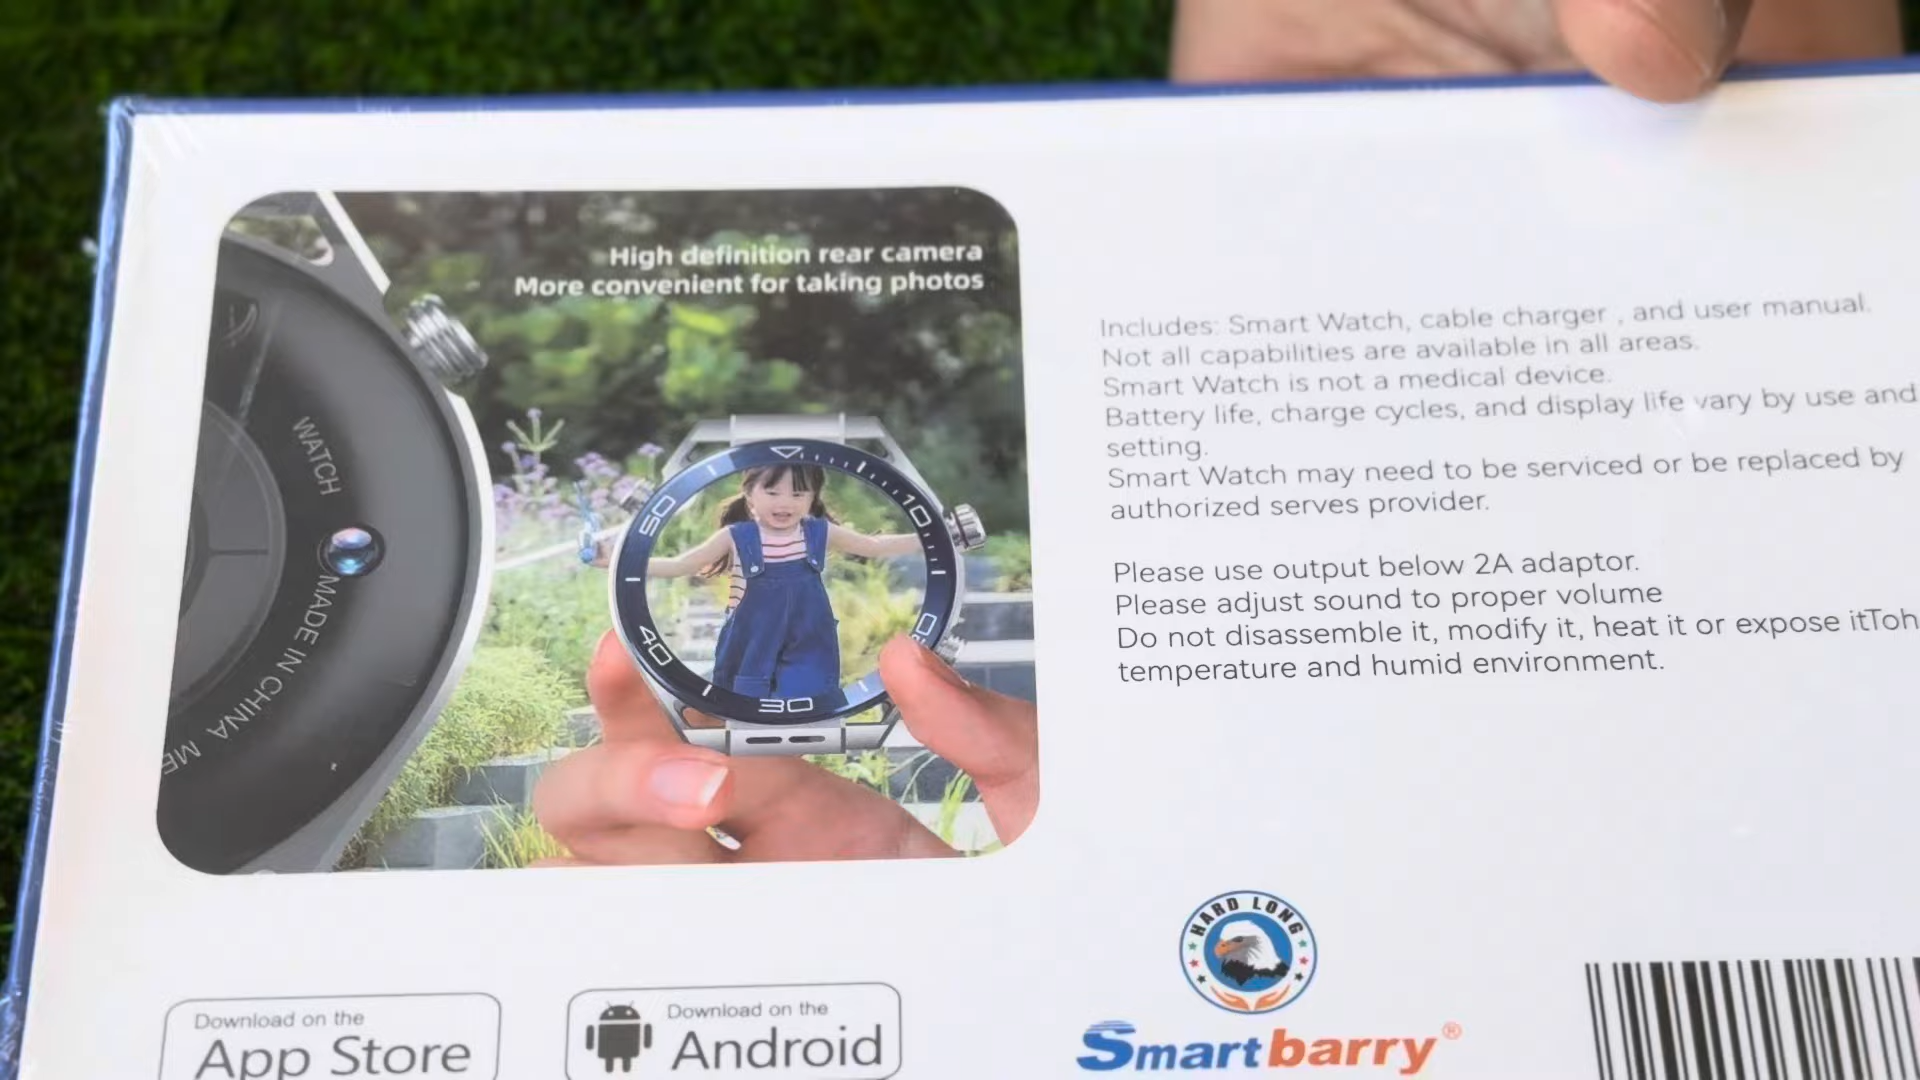 High definition rear camera
More convenient for taking photos
WATCH
MADE IN CHINA
ME
50
10
20
40
30
Includes: Smart Watch, cable charger , and user manual.
Not all capabilities are available in all areas.
Smart Watch is not a medical device.
Battery life, charge cycles, and display life vary by use and
setting.
Smart Watch may need to be serviced or be replaced by
authorized serves provider.
Please use output below 2A adaptor.
Please adjust sound to proper volume
Do not disassemble it, modify it, heat it or expose itToh
temperature and humid environment.
HARD LONG
Smartbarry®
Download on the
App Store
Download on the
Android